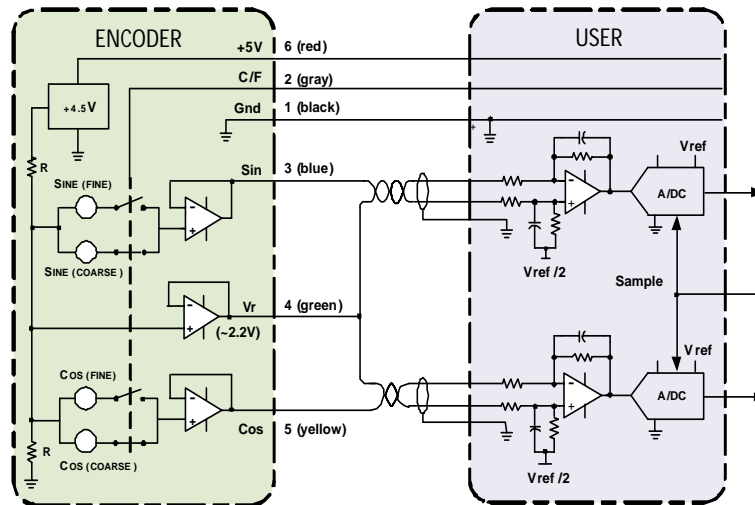 ENCODER
USER
+5V 6 (red)
C/F 2 (gray)
+4.5V
Gnd 1 (black)
+
R
Sin 3 (blue)
SINE (FINE)
SINE (COARSE)
-
+
-
+
Vref
A/DC
Vref /2
Sample
-
+
Vr 4 (green)
(~2.2V)
COS (FINE)
COS (COARSE)
R
-
+
Cos
5 (yellow)
-
+
Vref
A/DC
Vref /2